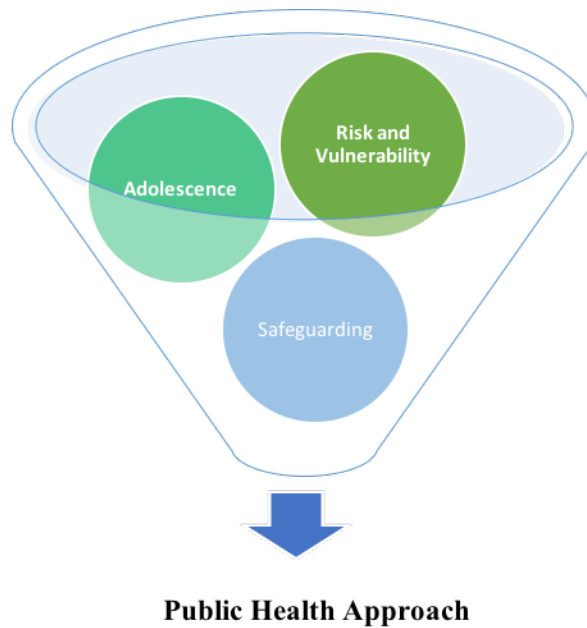 Risk and
Vulnerability
Adolescence
Safeguarding
Public Health Approach